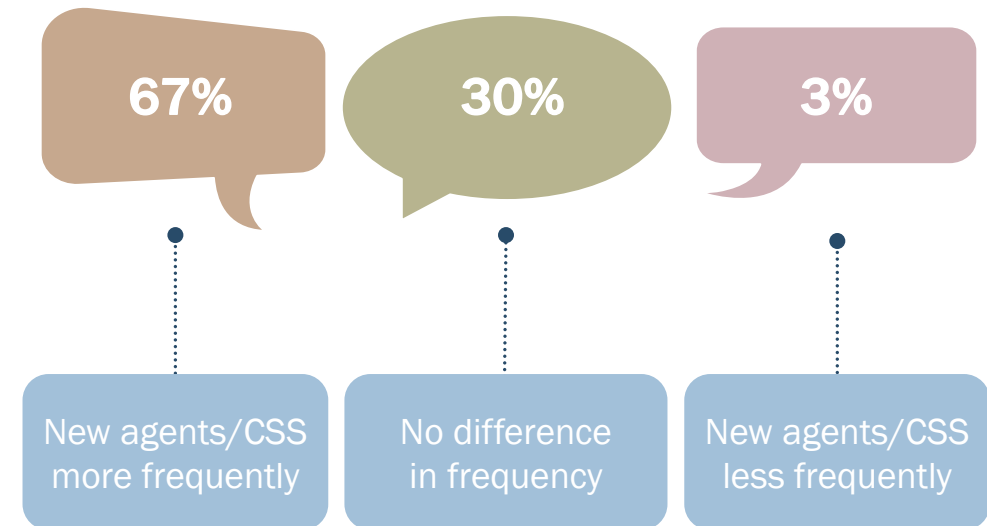 67%
30%
3%
New agents/CSS
more frequently
No difference
in frequency
New agents/CSS
less frequently